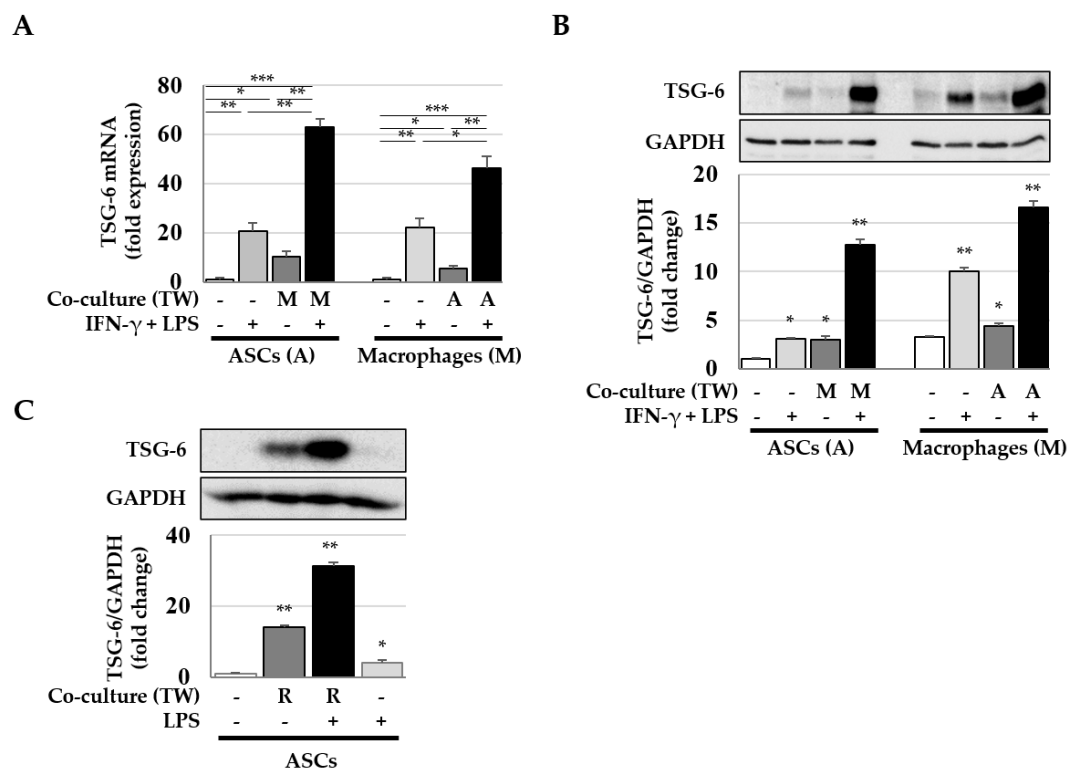 A
TSG-6 mRNA
(fold expression)
80
60
40
20
0
*** 
* **
** **
***
* **
** *
Co-culture (TW) - - M M - - A A
IFN-γ + LPS - + - + - + - +
ASCs (A) Macrophages (M)
B
TSG-6
GAPDH
TSG-6/GAPDH
(fold change)
20
15
10
5
0
* * ** ** * **
Co-culture (TW) - - M M - - A A
IFN-γ + LPS - + - + - + - +
ASCs (A) Macrophages (M)
C
TSG-6
GAPDH
TSG-6/GAPDH
(fold change)
40
20
0
** ** *
Co-culture (TW) - R R -
LPS - - + +
ASCs